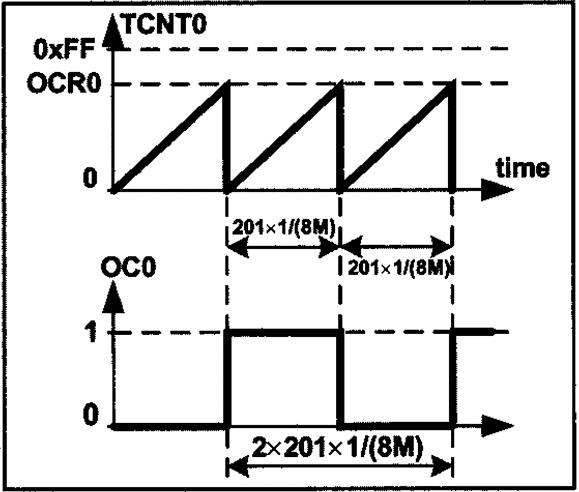 TCNT0
0xFF
OCR0
0
time
201×1/(8M)
201×1/(8M)
OC0
1
0
2×201×1/(8M)